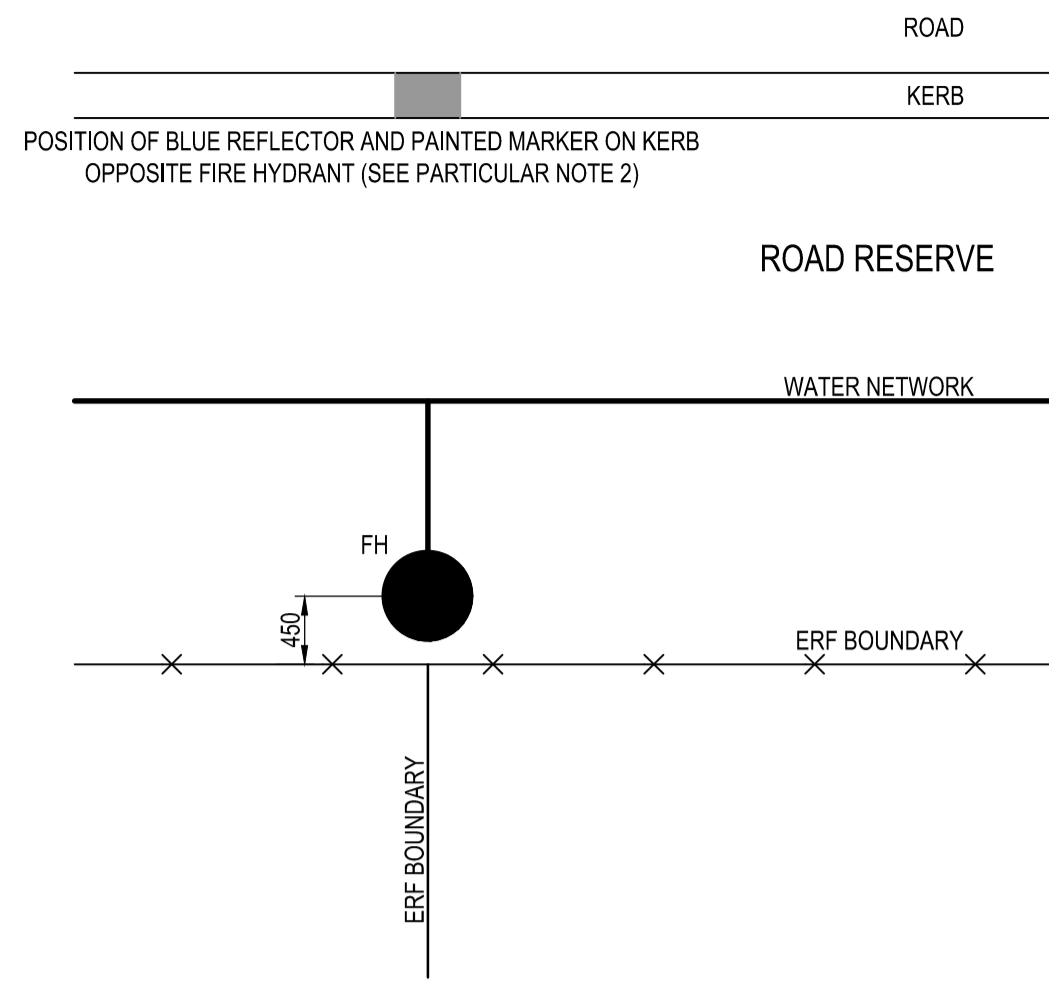 ROAD
KERB
POSITION OF BLUE REFLECTOR AND PAINTED MARKER ON KERB
OPPOSITE FIRE HYDRANT (SEE PARTICULAR NOTE 2)
ROAD RESERVE
WATER NETWORK
FH
450
ERF BOUNDARY
ERF BOUNDARY